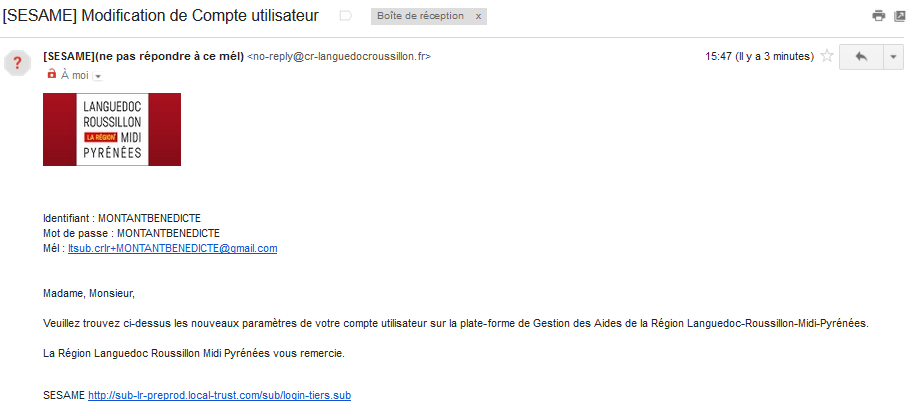 [SESAME] Modification de Compte utilisateur
Boîte de réception x
?
[SESAME](ne pas répondre à ce mél) <no-reply@cr-languedocroussillon.fr>
15:47 (Il y a 3 minutes)
À moi
LANGUEDOC
ROUSSILLON
LA RÉGION MIDI
PYRÉNÉES
Identifiant : MONTANTBENEDICTE
Mot de passe : MONTANTBENEDICTE
Mél : ltsub.crlr+MONTANTBENEDICTE@gmail.com
Madame, Monsieur,
Veuillez trouvez ci-dessus les nouveaux paramètres de votre compte utilisateur sur la plate-forme de Gestion des Aides de la Région Languedoc-Roussillon-Midi-Pyrénées.
La Région Languedoc Roussillon Midi Pyrénées vous remercie.
SESAME http://sub-lr-preprod.local-trust.com/sub/login-tiers.sub